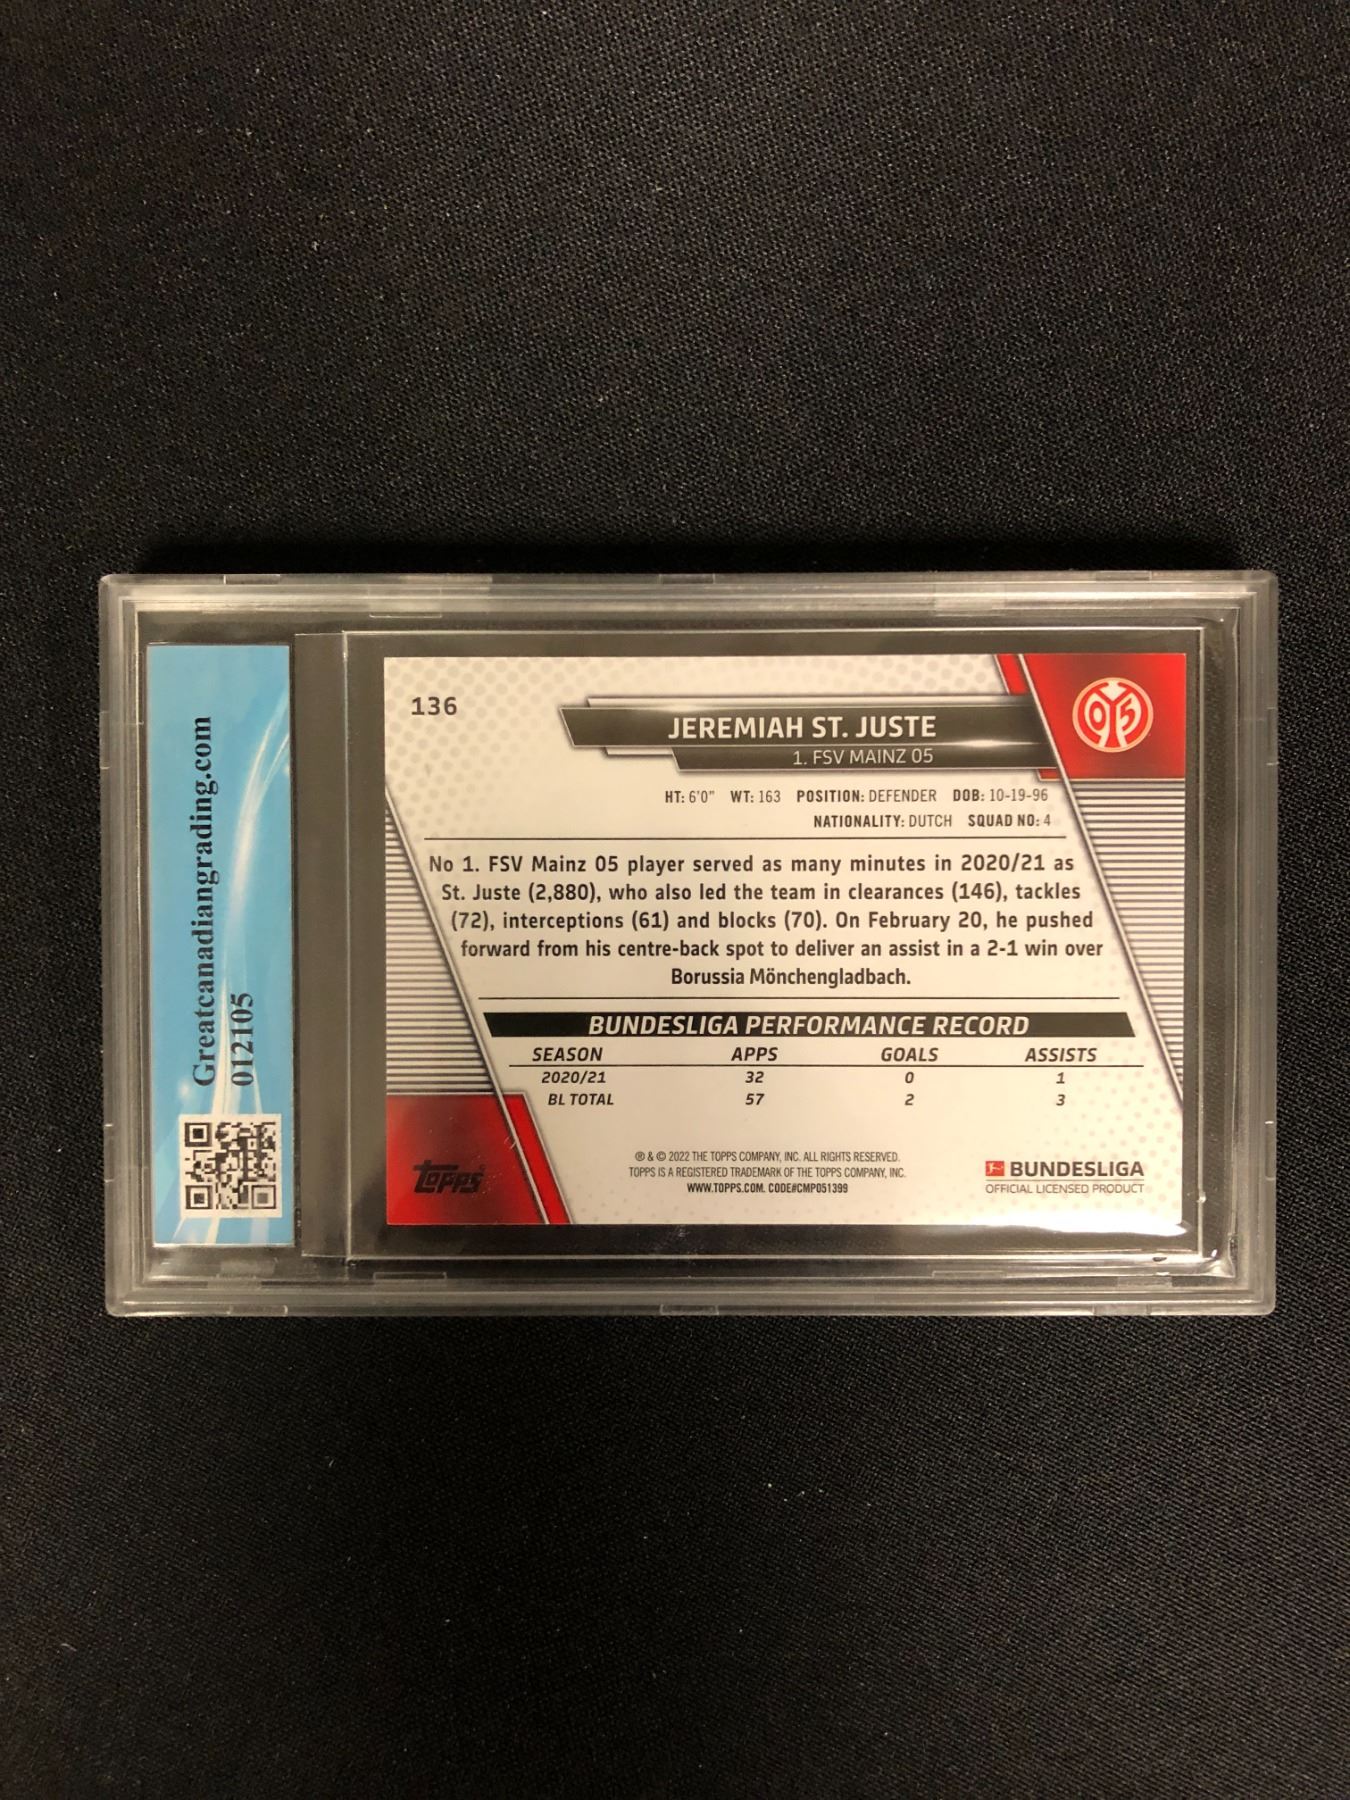 Greatcanadiangrading.com
012105
136
JEREMIAH ST. JUSTE
1. FSV MAINZ 05
HT: 6'0" WT: 163 POSITION: DEFENDER DOB: 10-19-96
NATIONALITY: DUTCH SQUAD NO: 4
No 1. FSV Mainz 05 player served as many minutes in 2020/21 as
St. Juste (2,880), who also led the team in clearances (146), tackles
(72), interceptions (61) and blocks (70). On February 20, he pushed
forward from his centre-back spot to deliver an assist in a 2-1 win over
Borussia Mönchengladbach.
BUNDESLIGA PERFORMANCE RECORD
SEASON APPS GOALS ASSISTS
2020/21 32 0 1
BL TOTAL 57 2 3
® & © 2022 THE TOPPS COMPANY, INC. ALL RIGHTS RESERVED.
TOPPS IS A REGISTERED TRADEMARK OF THE TOPPS COMPANY, INC.
WWW.TOPPS.COM. CODE#CMP051399
topps
BUNDESLIGA
OFFICIAL LICENSED PRODUCT
05